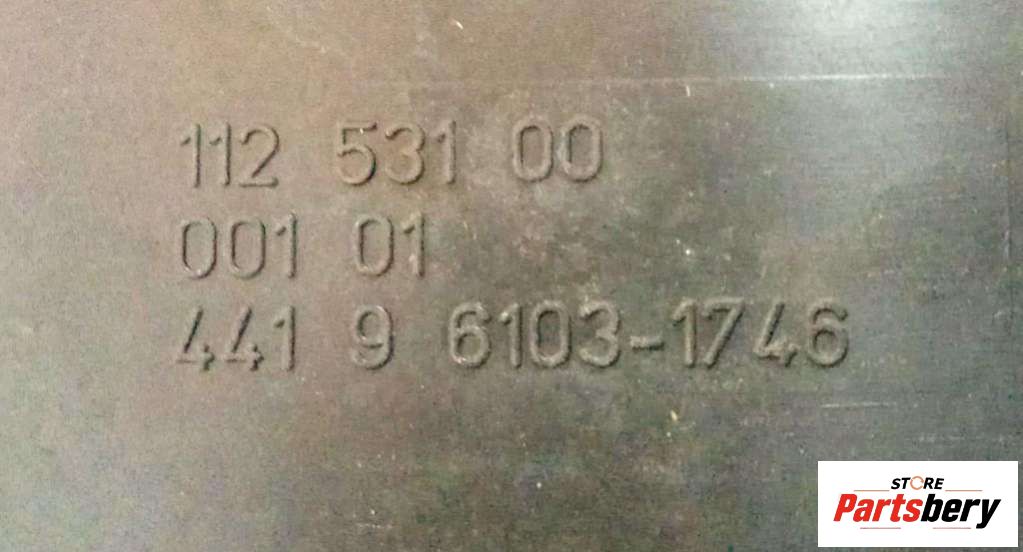 112 531 00
001 01
441 9 6103-1746
STORE
Partsbery